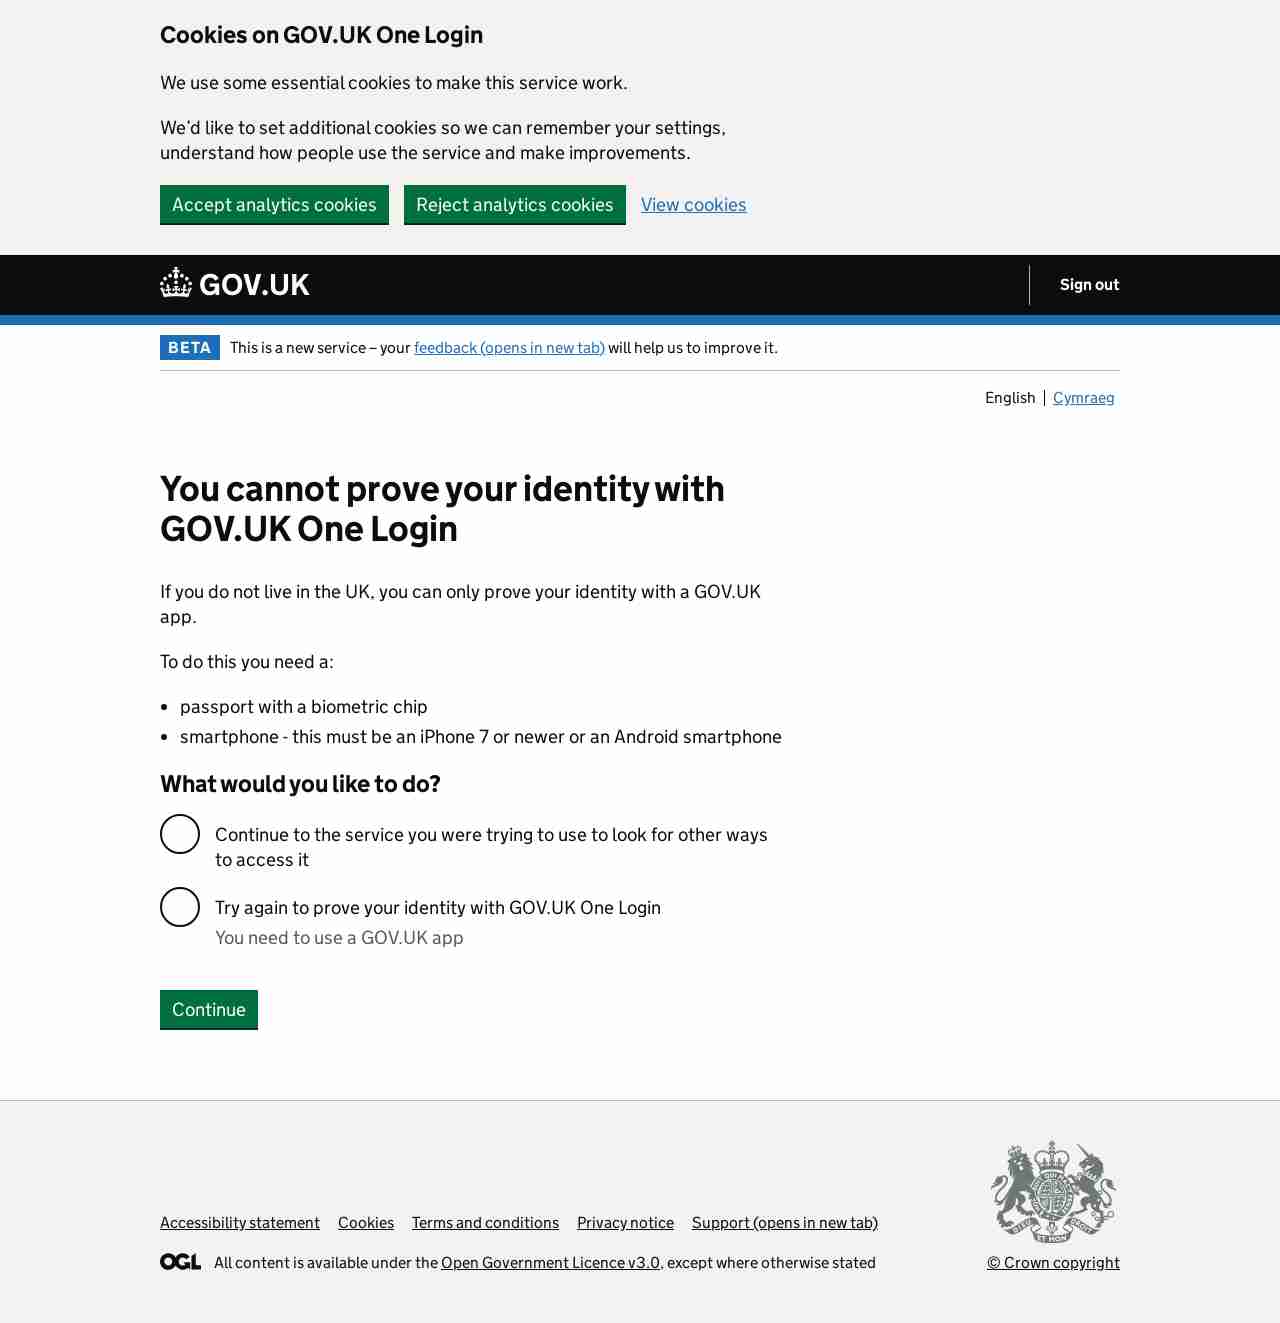 Cookies on GOV.UK One Login
We use some essential cookies to make this service work.
We’d like to set additional cookies so we can remember your settings,
understand how people use the service and make improvements.
Accept analytics cookies
Reject analytics cookies
View cookies
GOV.UK
Sign out
BETA
This is a new service – your feedback (opens in new tab) will help us to improve it.
English
Cymraeg
You cannot prove your identity with
GOV.UK One Login
If you do not live in the UK, you can only prove your identity with a GOV.UK
app.
To do this you need a:
• passport with a biometric chip
• smartphone - this must be an iPhone 7 or newer or an Android smartphone
What would you like to do?
Continue to the service you were trying to use to look for other ways
to access it
Try again to prove your identity with GOV.UK One Login
You need to use a GOV.UK app
Continue
Accessibility statement
Cookies
Terms and conditions
Privacy notice
Support (opens in new tab)
OGL
All content is available under the Open Government Licence v3.0, except where otherwise stated
© Crown copyright